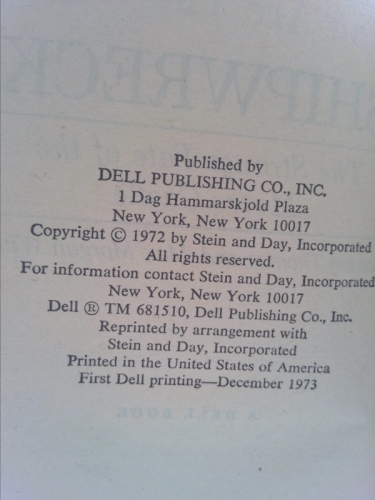 Published by
DELL PUBLISHING CO., INC.
1 Dag Hammarskjold Plaza
New York, New York 10017
Copyright © 1972 by Stein and Day, Incorporated
All rights reserved.
For information contact Stein and Day, Incorporated
New York, New York 10017
Dell ® TM 681510, Dell Publishing Co., Inc.
Reprinted by arrangement with
Stein and Day, Incorporated
Printed in the United States of America
First Dell printing—December 1973